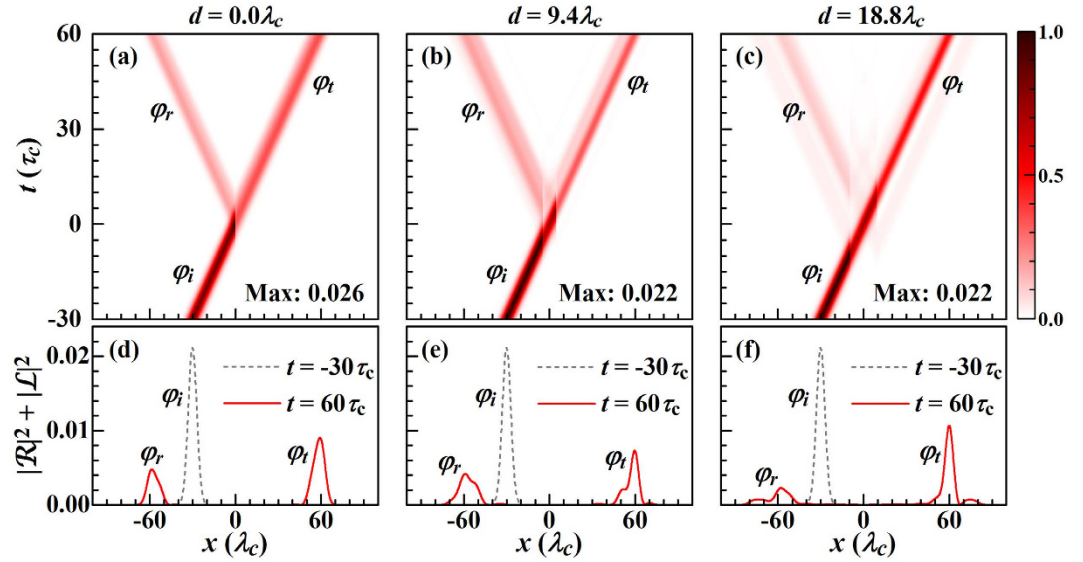 d = 0.0λc d = 9.4λc d = 18.8λc
60 (a) (b) (c) 1.0
φt φt φt
φr φr φr
30
t (τc) 0.5
0
φi φi φi
Max: 0.026 Max: 0.022 Max: 0.022
-30 0.0
(d) (e) (f)
0.02 t = -30 τc t = -30 τc t = -30 τc
φi φi φi
t = 60 τc t = 60 τc t = 60 τc
|ℛ|² + |ℒ|² 0.01
φr φt φr φt φr φt
0.00
-60 0 60 -60 0 60 -60 0 60
x (λc) x (λc) x (λc)